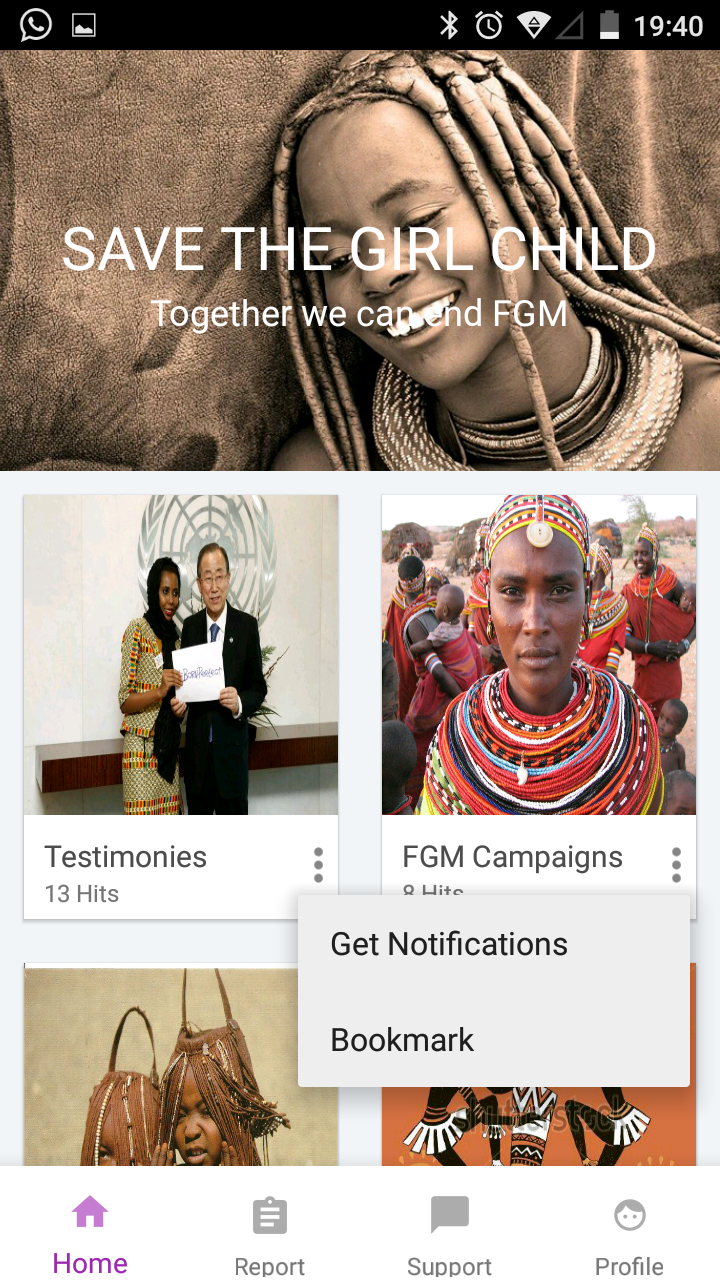 19:40
SAVE THE GIRL CHILD
Together we can end FGM
Testimonies
13 Hits
FGM Campaigns
8 Hits
Get Notifications
Bookmark
Home
Report
Support
Profile